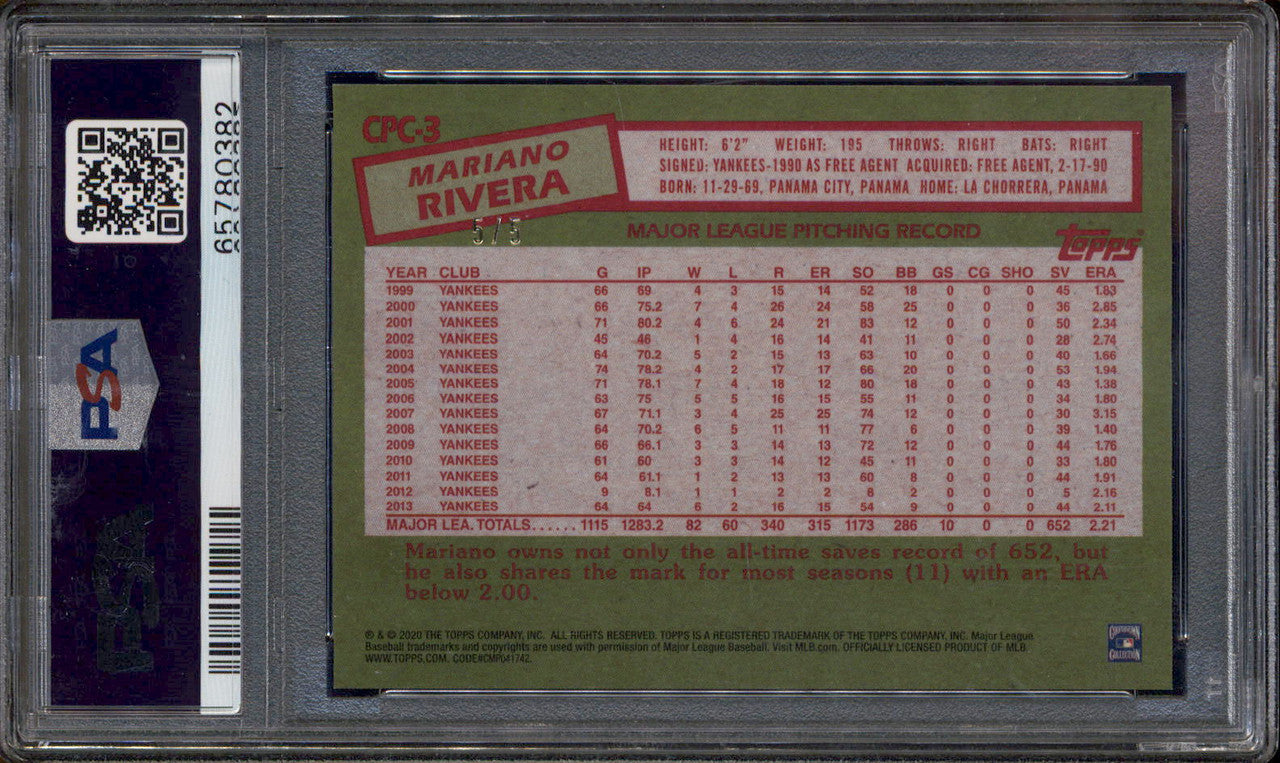 65780382
PSA
CPC-3
MARIANO
RIVERA
5/5
HEIGHT: 6'2" WEIGHT: 195 THROWS: RIGHT BATS: RIGHT
SIGNED: YANKEES-1990 AS FREE AGENT ACQUIRED: FREE AGENT, 2-17-90
BORN: 11-29-69, PANAMA CITY, PANAMA HOME: LA CHORRERA, PANAMA
MAJOR LEAGUE PITCHING RECORD
Topps
YEAR CLUB G IP W L R ER SO BB GS CG SHO SV ERA
1999 YANKEES 66 69 4 3 15 14 52 18 0 0 0 45 1.83
2000 YANKEES 66 75.2 7 4 26 24 58 25 0 0 0 36 2.85
2001 YANKEES 71 80.2 4 6 24 21 83 12 0 0 0 50 2.34
2002 YANKEES 45 46 1 4 16 14 41 11 0 0 0 28 2.74
2003 YANKEES 64 70.2 5 2 15 13 63 10 0 0 0 40 1.66
2004 YANKEES 74 78.2 4 2 17 17 66 20 0 0 0 53 1.94
2005 YANKEES 71 78.1 7 4 18 12 80 18 0 0 0 43 1.38
2006 YANKEES 63 75 5 5 16 15 55 11 0 0 0 34 1.80
2007 YANKEES 67 71.1 3 4 25 25 74 12 0 0 0 30 3.15
2008 YANKEES 64 70.2 6 5 11 11 77 6 0 0 0 39 1.40
2009 YANKEES 66 66.1 3 3 14 13 72 12 0 0 0 44 1.76
2010 YANKEES 61 60 3 3 14 12 45 11 0 0 0 33 1.80
2011 YANKEES 64 61.1 1 2 13 13 60 8 0 0 0 44 1.91
2012 YANKEES 9 8.1 1 1 2 2 8 2 0 0 0 5 2.16
2013 YANKEES 64 64 6 2 16 15 54 9 0 0 0 44 2.11
MAJOR LEA. TOTALS...... 1115 1283.2 82 60 340 315 1173 286 10 0 0 652 2.21
Mariano owns not only the all-time saves record of 652, but
he also shares the mark for most seasons (11) with an ERA
below 2.00.
® & © 2020 THE TOPPS COMPANY, INC. ALL RIGHTS RESERVED. TOPPS IS A REGISTERED TRADEMARK OF THE TOPPS COMPANY, INC. Major League
Baseball trademarks and copyrights are used with permission of Major League Baseball. Visit MLB.com. OFFICIALLY LICENSED PRODUCT OF MLB
WWW.TOPPS.COM. CODE#CMP041742.
COOPERSTOWN
COLLECTION
PSA